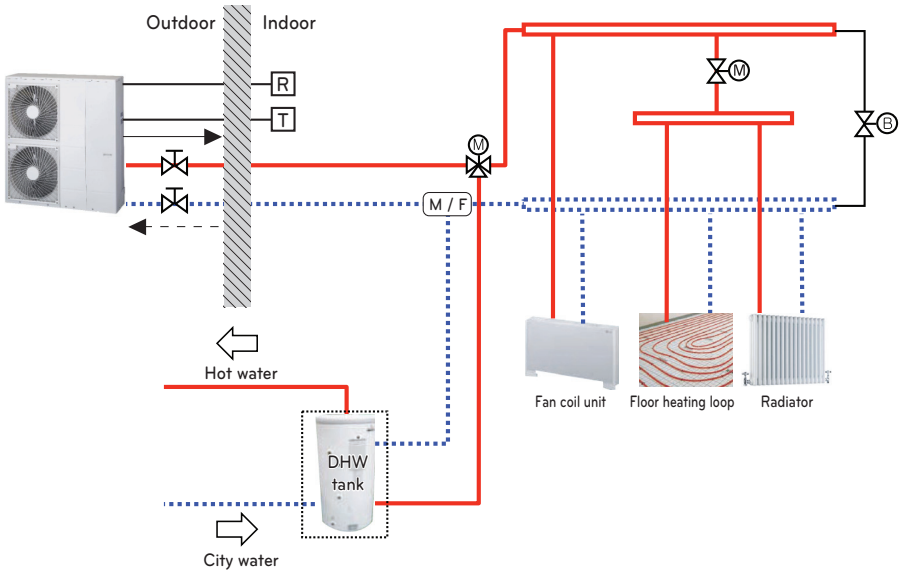 Outdoor
Indoor
R
T
M
M
B
M / F
Hot water
Fan coil unit
Floor heating loop
Radiator
DHW
tank
City water